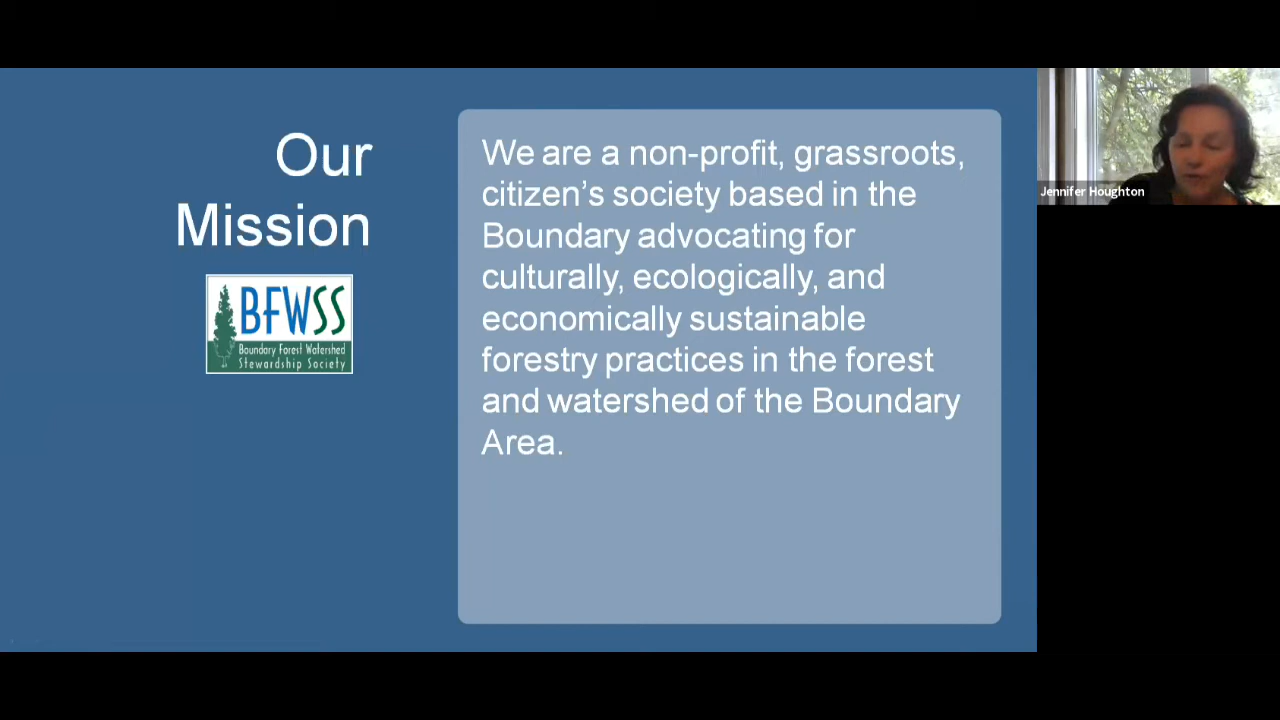 Our
Mission
BFWSS
Boundary Forest Watershed
Stewardship Society
We are a non-profit, grassroots,
citizen’s society based in the
Boundary advocating for
culturally, ecologically, and
economically sustainable
forestry practices in the forest
and watershed of the Boundary
Area.
Jennifer Houghton